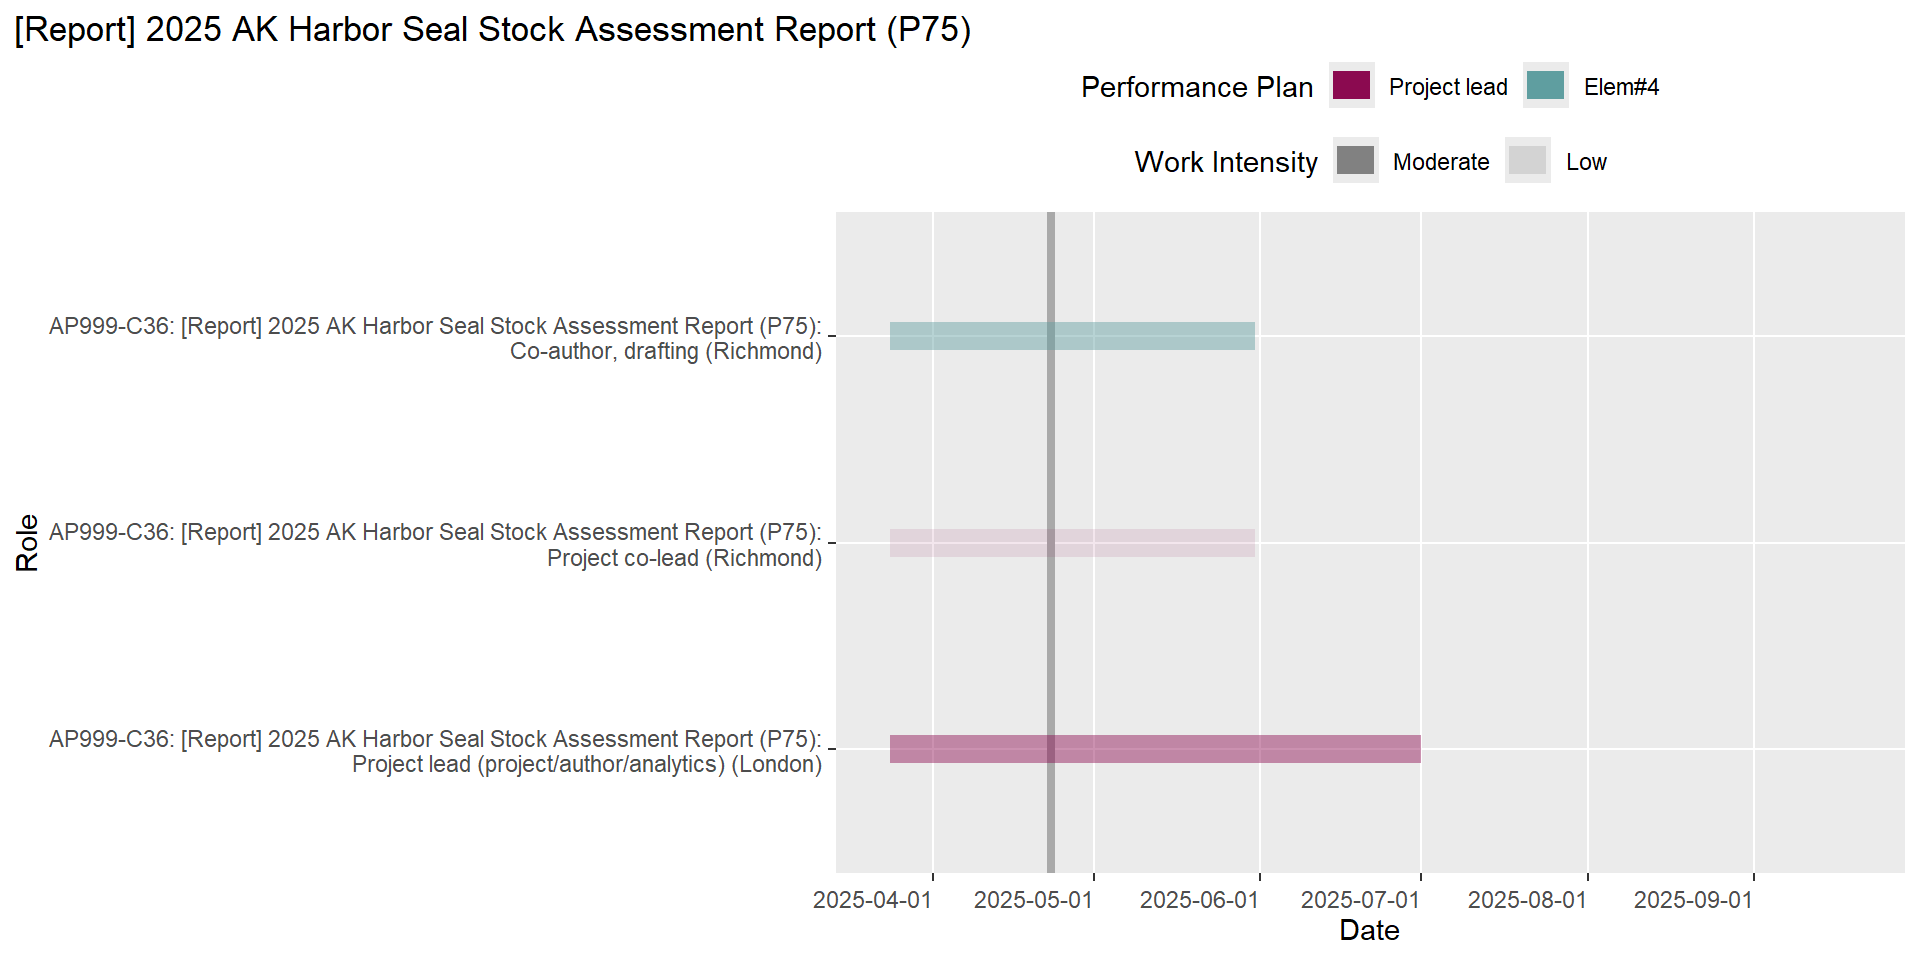 [Report] 2025 AK Harbor Seal Stock Assessment Report (P75)
Performance Plan Project lead Elem#4
Work Intensity Moderate Low
AP999-C36: [Report] 2025 AK Harbor Seal Stock Assessment Report (P75):
Co-author, drafting (Richmond)
AP999-C36: [Report] 2025 AK Harbor Seal Stock Assessment Report (P75):
Project co-lead (Richmond)
AP999-C36: [Report] 2025 AK Harbor Seal Stock Assessment Report (P75):
Project lead (project/author/analytics) (London)
Role
2025-04-01 2025-05-01 2025-06-01 2025-07-01 2025-08-01 2025-09-01
Date